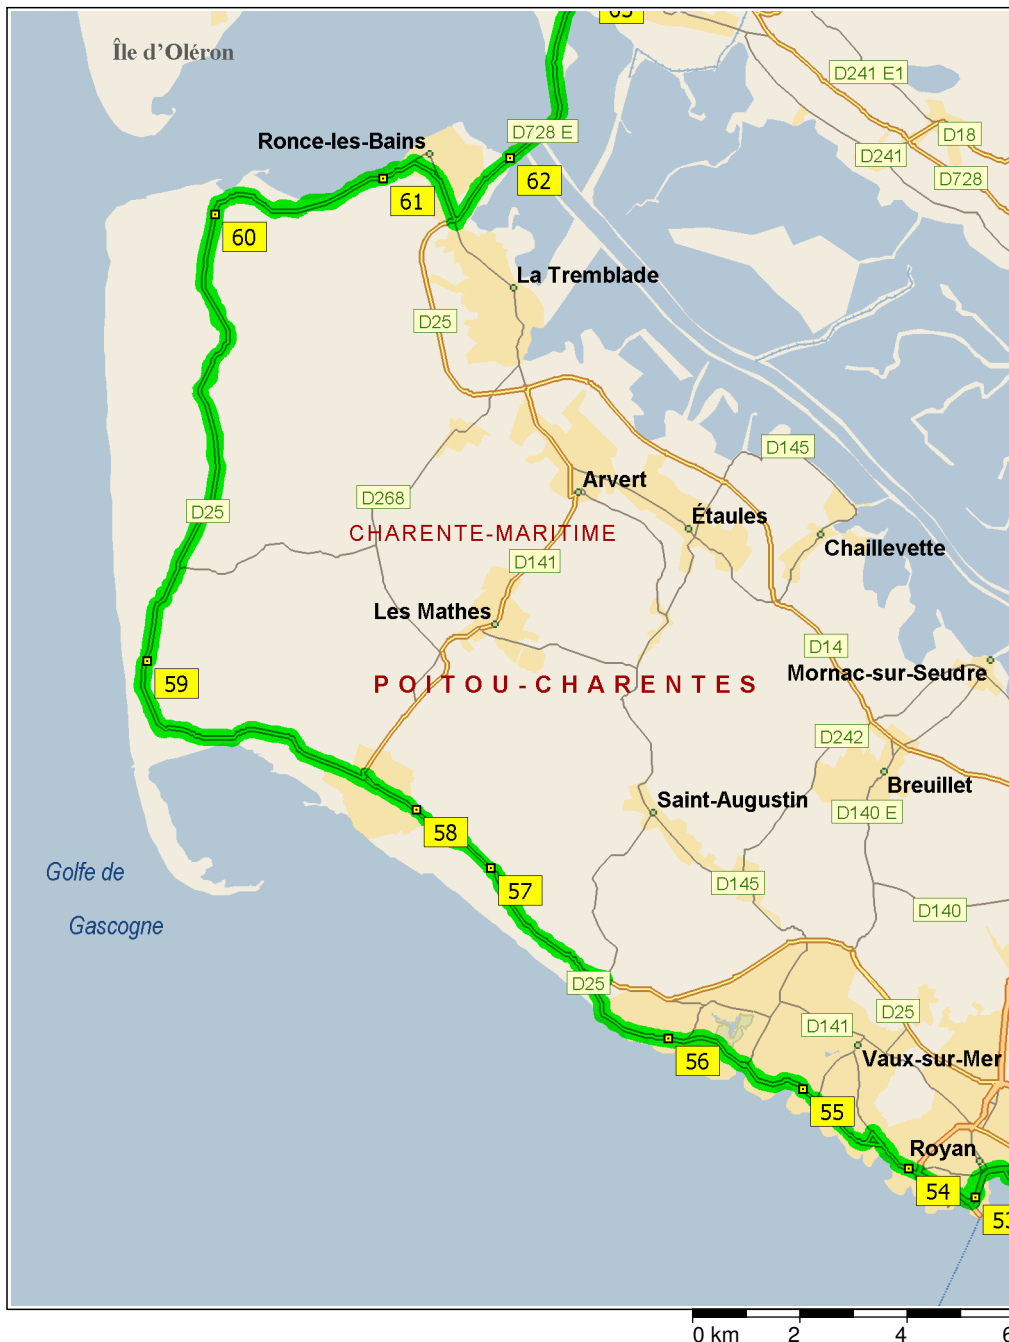 63
Île d’Oléron
D241 E1
D728 E
D18
Ronce-les-Bains
D241
D728
62
61
60
La Tremblade
D25
D145
Arvert
D268
D25
Étaules
CHARENTE-MARITIME
Chaillevette
D141
Les Mathes
D14
Mornac-sur-Seudre
59
POITOU-CHARENTES
D242
Breuillet
Saint-Augustin
D140 E
58
Golfe de
57
D145
D140
Gascogne
D25
D25
D141
56
Vaux-sur-Mer
55
Royan
54
53
0 km
2
4
6